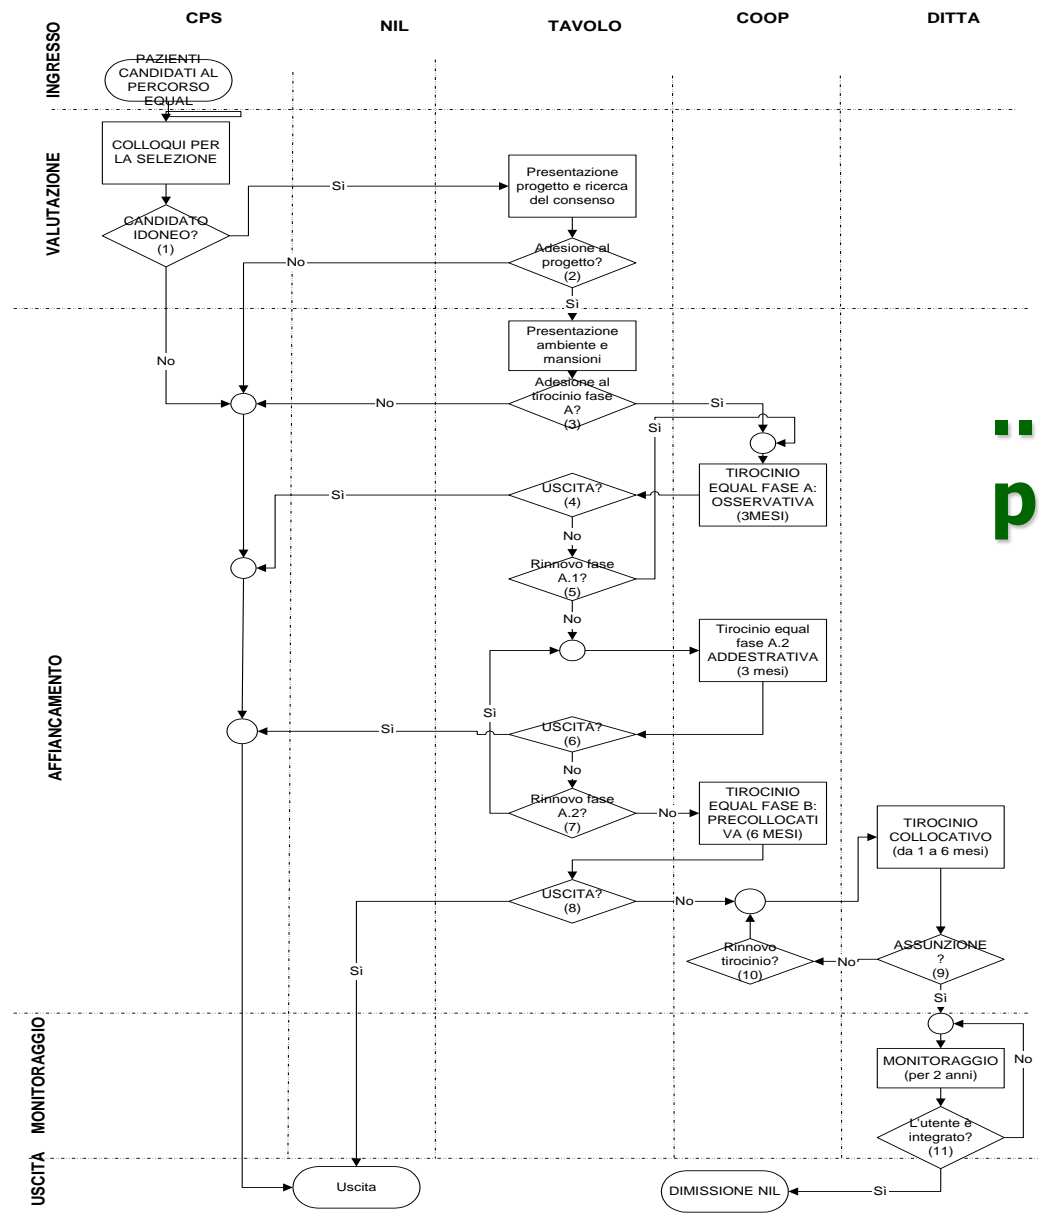 CPS
NIL
TAVOLO
COOP
DITTA
INGRESSO
PAZIENTI
CANDIDATI AL
PERCORSO
EQUAL
VALUTAZIONE
COLLOQUI PER
LA SELEZIONE
Sì
Presentazione
progetto e ricerca
del consenso
CANDIDATO
IDONEO?
(1)
No
Adesione al
progetto?
(2)
Sì
No
Presentazione
ambiente e
mansioni
No
Adesione al
tirocinio fase
A?
(3)
Sì
Sì
..
p
AFFIANCAMENTO
TIROCINIO
EQUAL FASE A:
OSSERVATIVA
(3MESI)
Sì
USCITA?
(4)
No
Rinnovo fase
A.1?
(5)
No
Tirocinio equal
fase A.2
ADDESTRATIVA
(3 mesi)
Sì
Sì
USCITA?
(6)
No
Rinnovo fase
A.2?
(7)
No
TIROCINIO
EQUAL FASE B:
PRECOLLOCATI
VA (6 MESI)
TIROCINIO
COLLOCATIVO
(da 1 a 6 mesi)
USCITA?
(8)
No
Sì
Rinnovo
tirocinio?
(10)
No
ASSUNZIONE
?
(9)
Sì
MONITORAGGIO
MONITORAGGIO
(per 2 anni)
No
L'utente è
integrato?
(11)
USCITÀ
Uscita
DIMISSIONE NIL
Sì